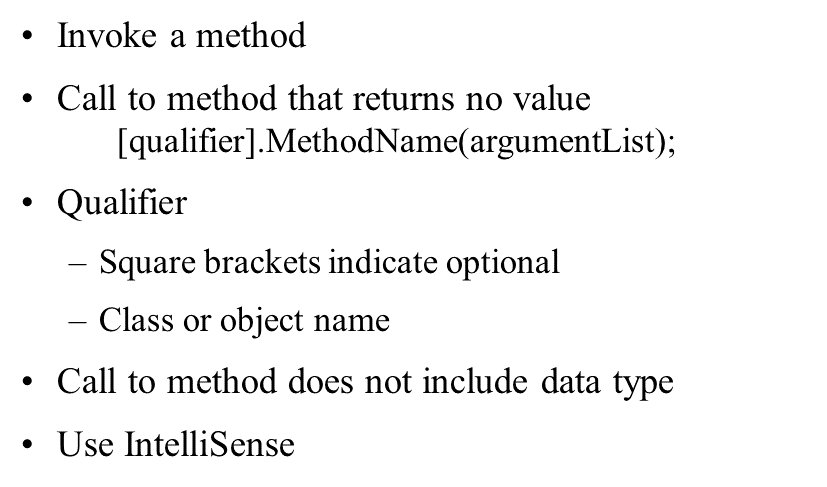 • Invoke a method
• Call to method that returns no value
[qualifier].MethodName(argumentList);
• Qualifier
– Square brackets indicate optional
– Class or object name
• Call to method does not include data type
• Use IntelliSense